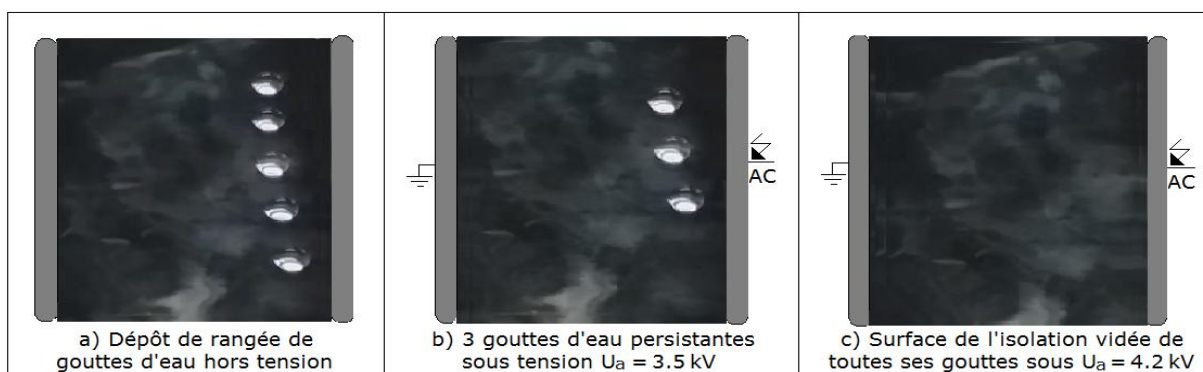 AC
AC
a) Dépôt de rangée de
gouttes d'eau hors tension
b) 3 gouttes d'eau persistantes
sous tension Ua = 3.5 kV
c) Surface de l'isolation vidée de
toutes ses gouttes sous Ua = 4.2 kV